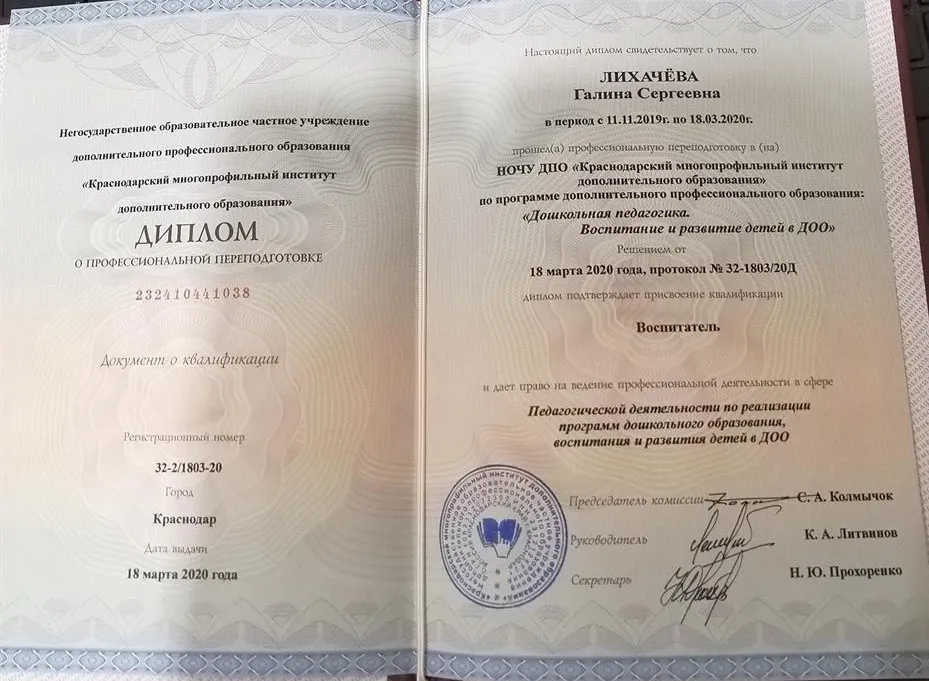 Негосударственное образовательное частное учреждение
дополнительного профессионального образования
«Краснодарский многопрофильный институт
дополнительного образования»
ДИПЛОМ
О ПРОФЕССИОНАЛЬНОЙ ПЕРЕПОДГОТОВКЕ
232410441038
Документ о квалификации
Регистрационный номер
32-2/1803-20
Город
Краснодар
Дата выдачи
18 марта 2020 года
Настоящий диплом свидетельствует о том, что
ЛИХАЧЁВА
Галина Сергеевна
в период с 11.11.2019г. по 18.03.2020г.
прошел(а) профессиональную переподготовку в (на)
НОЧУ ДПО «Краснодарский многопрофильный институт
дополнительного образования»
по программе дополнительного профессионального образования:
«Дошкольная педагогика.
Воспитание и развитие детей в ДОО»
Решением от
18 марта 2020 года, протокол № 32-1803/20Д
диплом подтверждает присвоение квалификации
Воспитатель
и дает право на ведение профессиональной деятельности в сфере
Педагогической деятельности по реализации
программ дошкольного образования,
воспитания и развития детей в ДОО
Председатель комиссии С. А. Колмычок
Руководитель К. А. Литвинов
Секретарь Н. Ю. Прохоренко